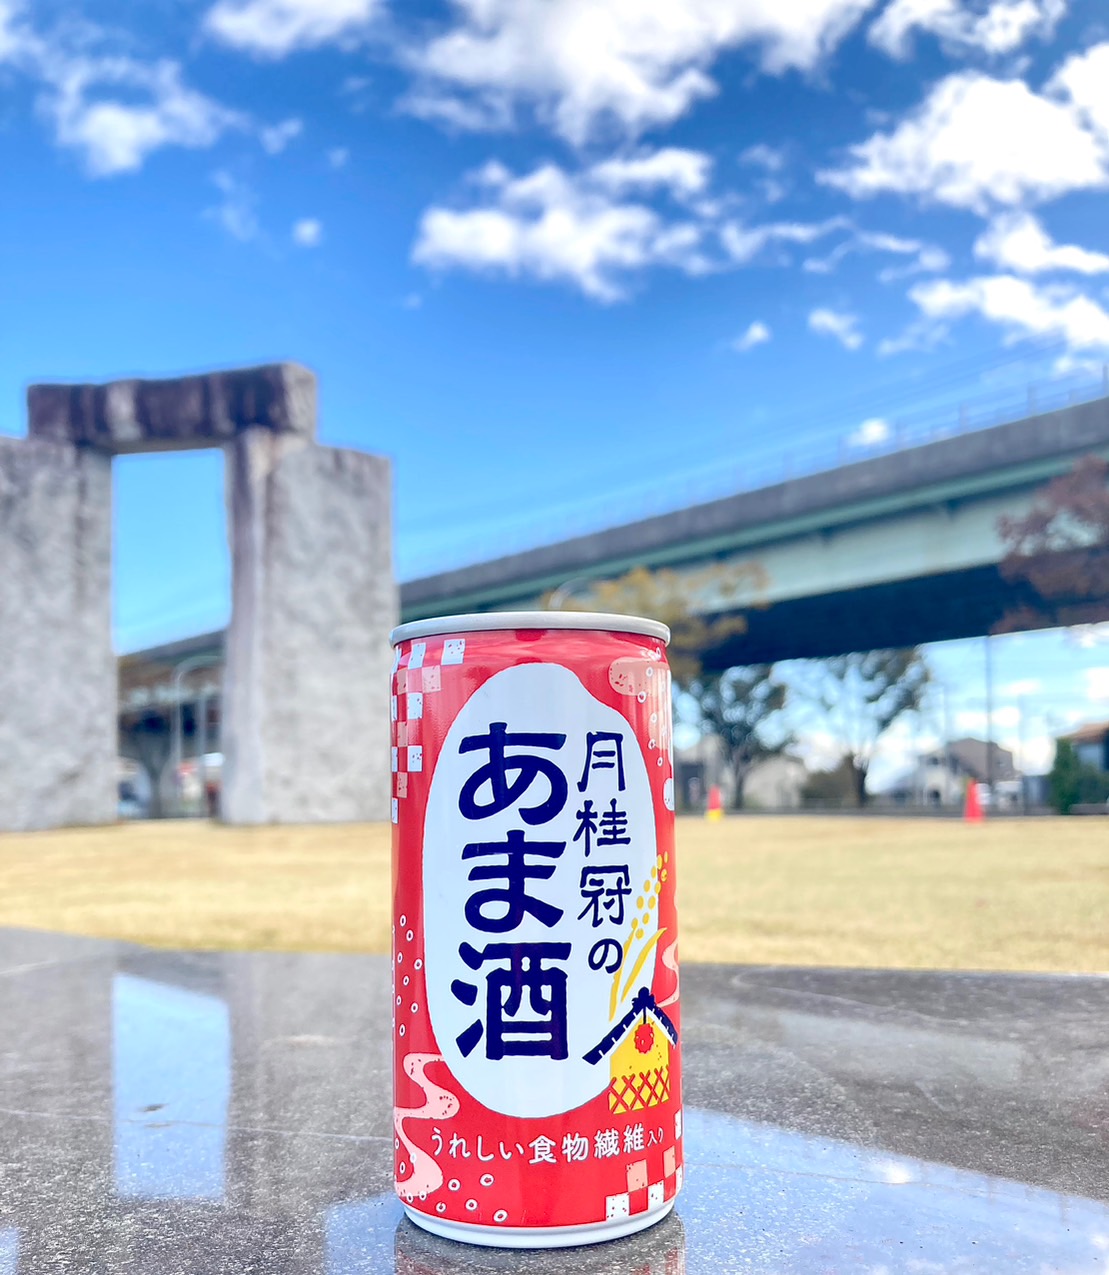 月桂冠の
あま酒
うれしい食物繊維入り